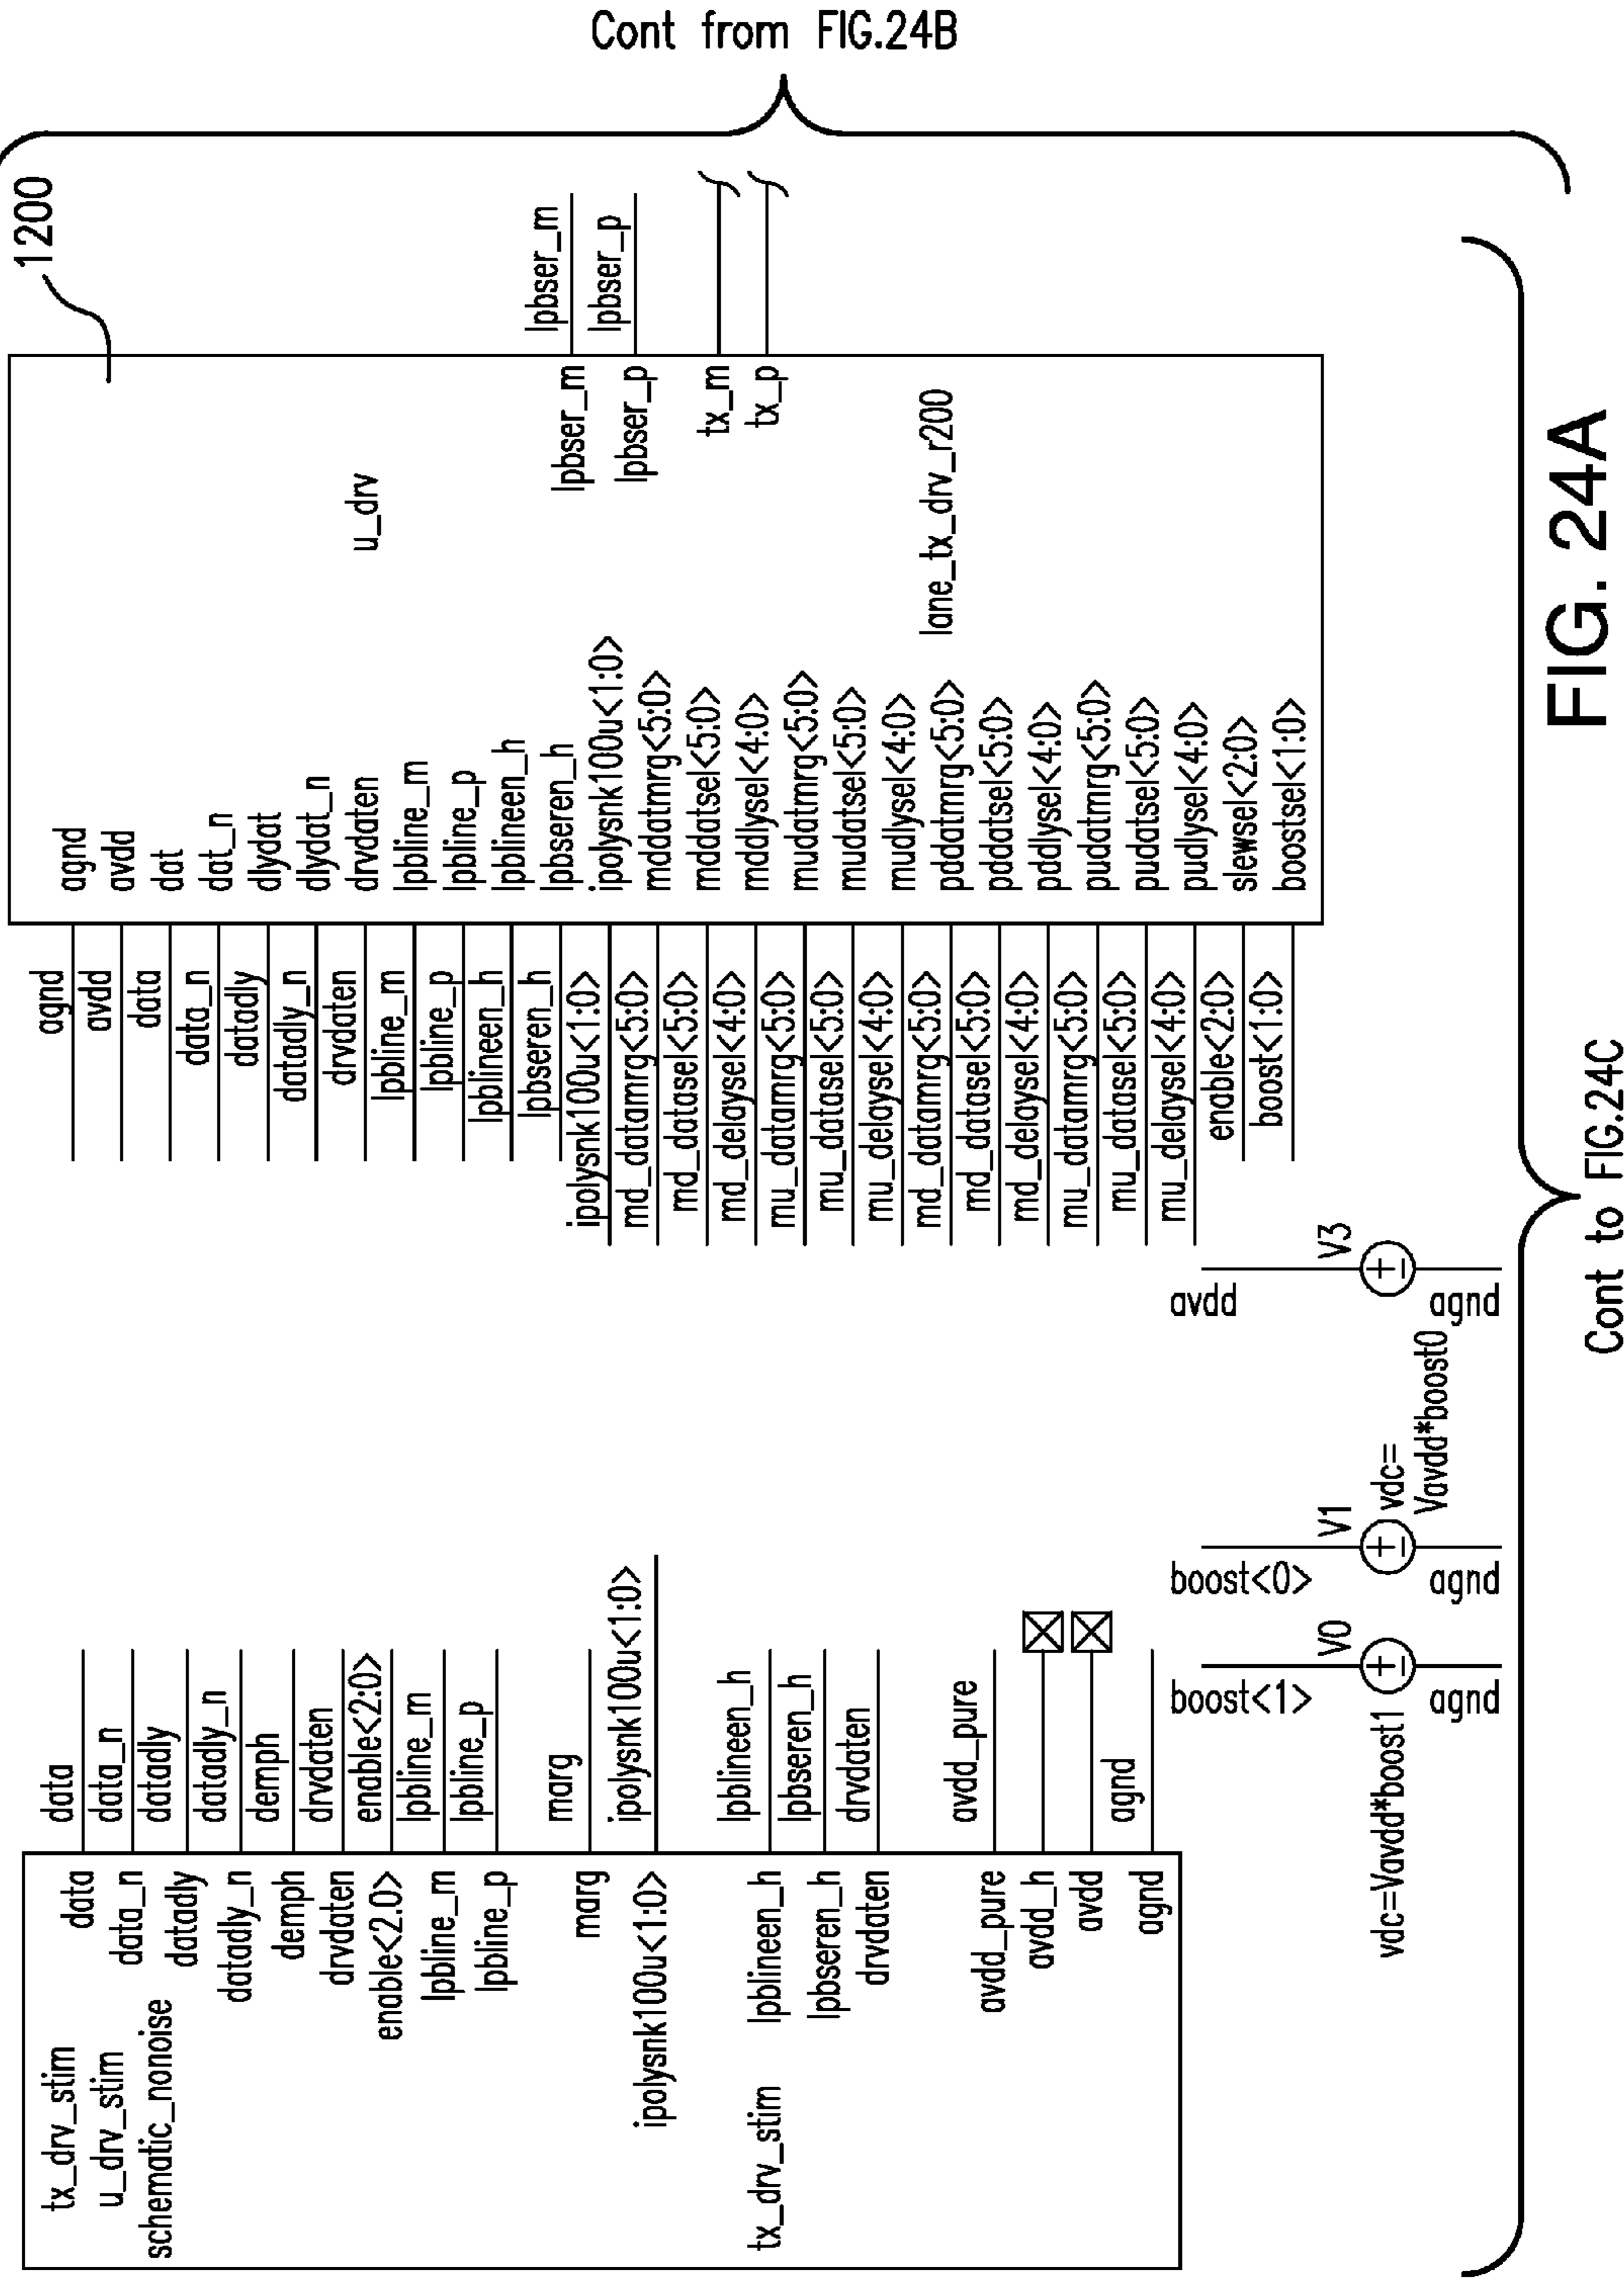 Cont from FIG.24B
1200
tx_drv_stim
u_drv_stim
schematic_nonoise
tx_drv_stim
data
data_n
datadly
datadly_n
demph
drvdaten
enable<2.0>
lpbline_m
lpbline_p
marg
ipolysnk100u<1:0>
lpblineen_h
lpbseren_h
drvdaten
avdd_pure
avdd_h
avdd
agnd
data
data_n
datadly
datadly_n
demph
drvdaten
enable<2:0>
lpbline_m
lpbline_p
marg
ipolysnk100u<1:0>
lpblineen_h
lpbseren_h
drvdaten
avdd_pure
agnd
agnd
avdd
data
data_n
datadly
datadly_n
drvdaten
lpbline_m
lpbline_p
lpblineen_h
lpbseren_h
ipolysnk100u<1:0>
md_datamrg<5:0>
md_datasel<5:0>
md_delaysel<4:0>
mu_datamrg<5:0>
mu_datasel<5:0>
mu_delaysel<4:0>
md_datamrg<5:0>
md_datasel<5:0>
md_delaysel<4:0>
mu_datamrg<5:0>
mu_datasel<5:0>
mu_delaysel<4:0>
enable<2:0>
boost<1:0>
agnd
avdd
dat
dat_n
dlydat
dlydat_n
drvdaten
lpbline_m
lpbline_p
lpblineen_h
lpbseren_h
ipolysnk100u<1:0>
mddatmrg<5:0>
mddatsel<5:0>
mddlysel<4:0>
mudatmrg<5:0>
mudatsel<5:0>
mudlysel<4:0>
pddatmrg<5:0>
pddatsel<5:0>
pddlysel<4:0>
pudatmrg<5:0>
pudatsel<5:0>
pudlysel<4:0>
slewsel<2:0>
boostsel<1:0>
u_drv
lane_tx_drv_r200
lpbser_m
lpbser_p
tx_m
tx_p
lpbser_m
lpbser_p
boost<1>
V0
vdc=Vavdd*boost1
agnd
boost<0>
V1
vdc=
Vavdd*boost0
agnd
avdd
V3
agnd
Cont to FIG.24C
FIG. 24A